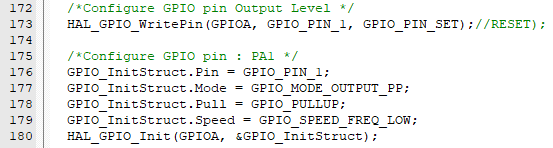 172 /*Configure GPIO pin Output Level */
173 HAL_GPIO_WritePin(GPIOA, GPIO_PIN_1, GPIO_PIN_SET);//RESET);
174
175 /*Configure GPIO pin : PA1 */
176 GPIO_InitStruct.Pin = GPIO_PIN_1;
177 GPIO_InitStruct.Mode = GPIO_MODE_OUTPUT_PP;
178 GPIO_InitStruct.Pull = GPIO_PULLUP;
179 GPIO_InitStruct.Speed = GPIO_SPEED_FREQ_LOW;
180 HAL_GPIO_Init(GPIOA, &GPIO_InitStruct);